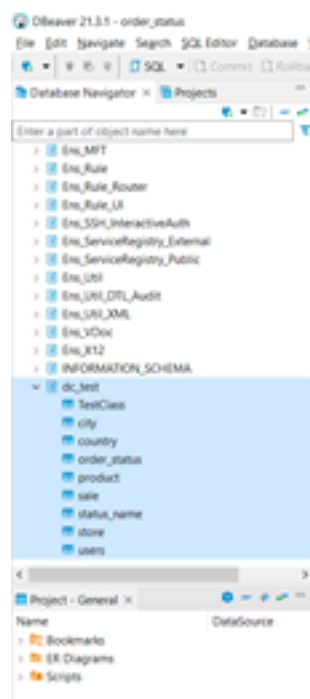 DBeaver 21.3.1 - order_status
File Edit Navigate Search SQL Editor Database
SQL Commit Rollba
Database Navigator × Projects
Enter a part of object name here
Ens_MFT
Ens_Rule
Ens_Rule_Router
Ens_Rule_UI
Ens_SSH_InteractiveAuth
Ens_ServiceRegistry_External
Ens_ServiceRegistry_Public
Ens_Util
Ens_Util_DTL_Audit
Ens_Util_XML
Ens_VDoc
Ens_X12
INFORMATION_SCHEMA
dc_test
TestClass
city
country
order_status
product
sale
status_name
store
users
Project - General ×
Name DataSource
Bookmarks
ER Diagrams
Scripts